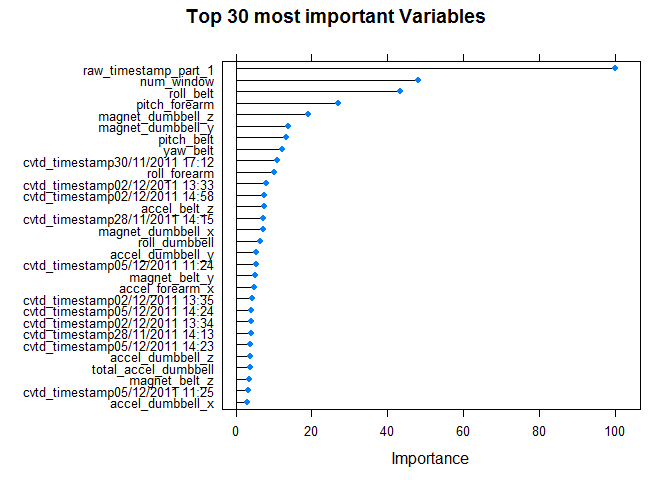 Top 30 most important Variables
raw_timestamp_part_1
num_window
roll_belt
pitch_forearm
magnet_dumbbell_z
magnet_dumbbell_y
pitch_belt
yaw_belt
cvtd_timestamp30/11/2011 17:12
roll_forearm
cvtd_timestamp02/12/2011 13:33
cvtd_timestamp02/12/2011 14:58
accel_belt_z
cvtd_timestamp28/11/2011 14:15
magnet_dumbbell_x
roll_dumbbell
accel_dumbbell_y
cvtd_timestamp05/12/2011 11:24
magnet_belt_y
accel_forearm_x
cvtd_timestamp02/12/2011 13:35
cvtd_timestamp05/12/2011 14:24
cvtd_timestamp02/12/2011 13:34
cvtd_timestamp28/11/2011 14:13
cvtd_timestamp05/12/2011 14:23
accel_dumbbell_z
total_accel_dumbbell
magnet_belt_z
cvtd_timestamp05/12/2011 11:25
accel_dumbbell_x
0 20 40 60 80 100
Importance